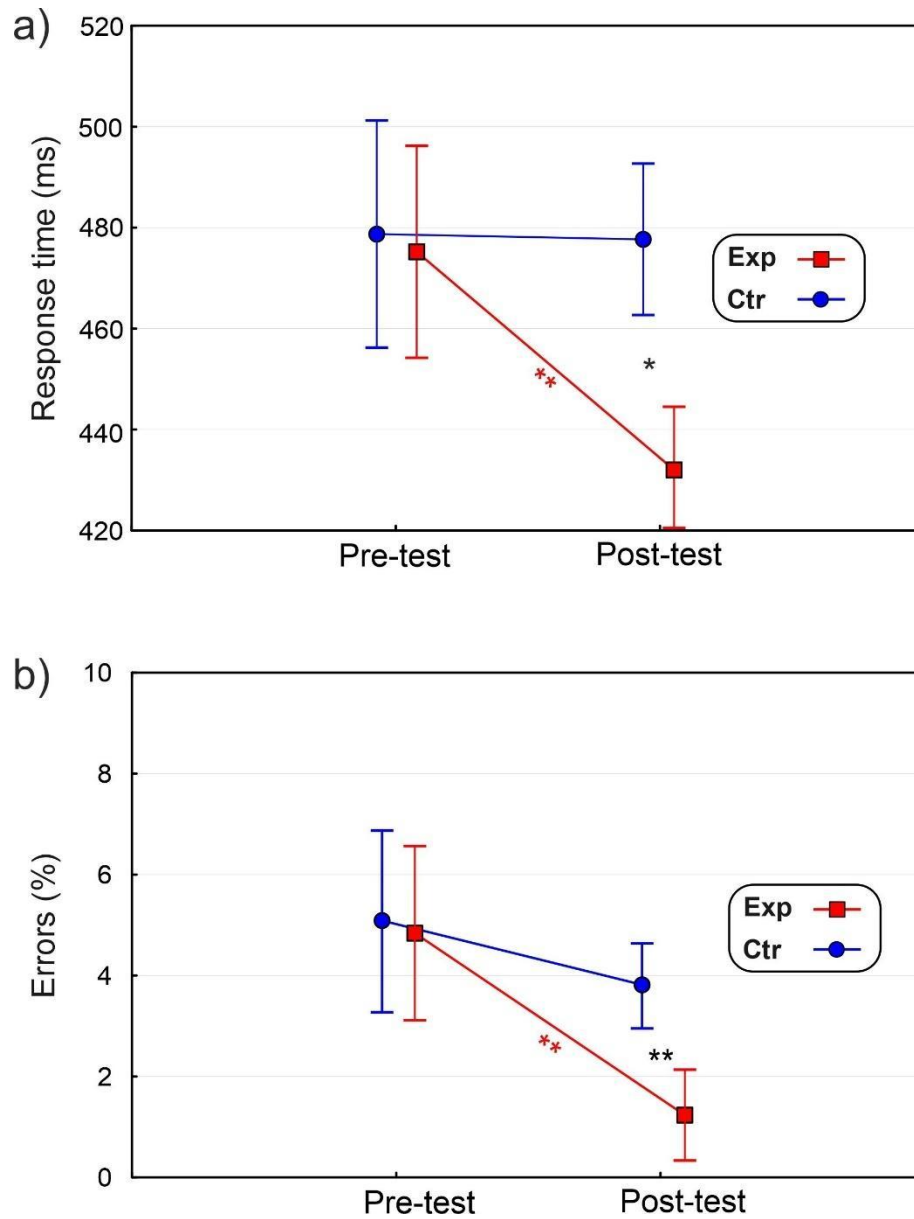 a)
520
500
480
460
440
420
Response time (ms)
Exp
Ctr
**
*
Pre-test
Post-test
b)
10
8
6
4
2
0
Errors (%)
Exp
Ctr
**
**
Pre-test
Post-test